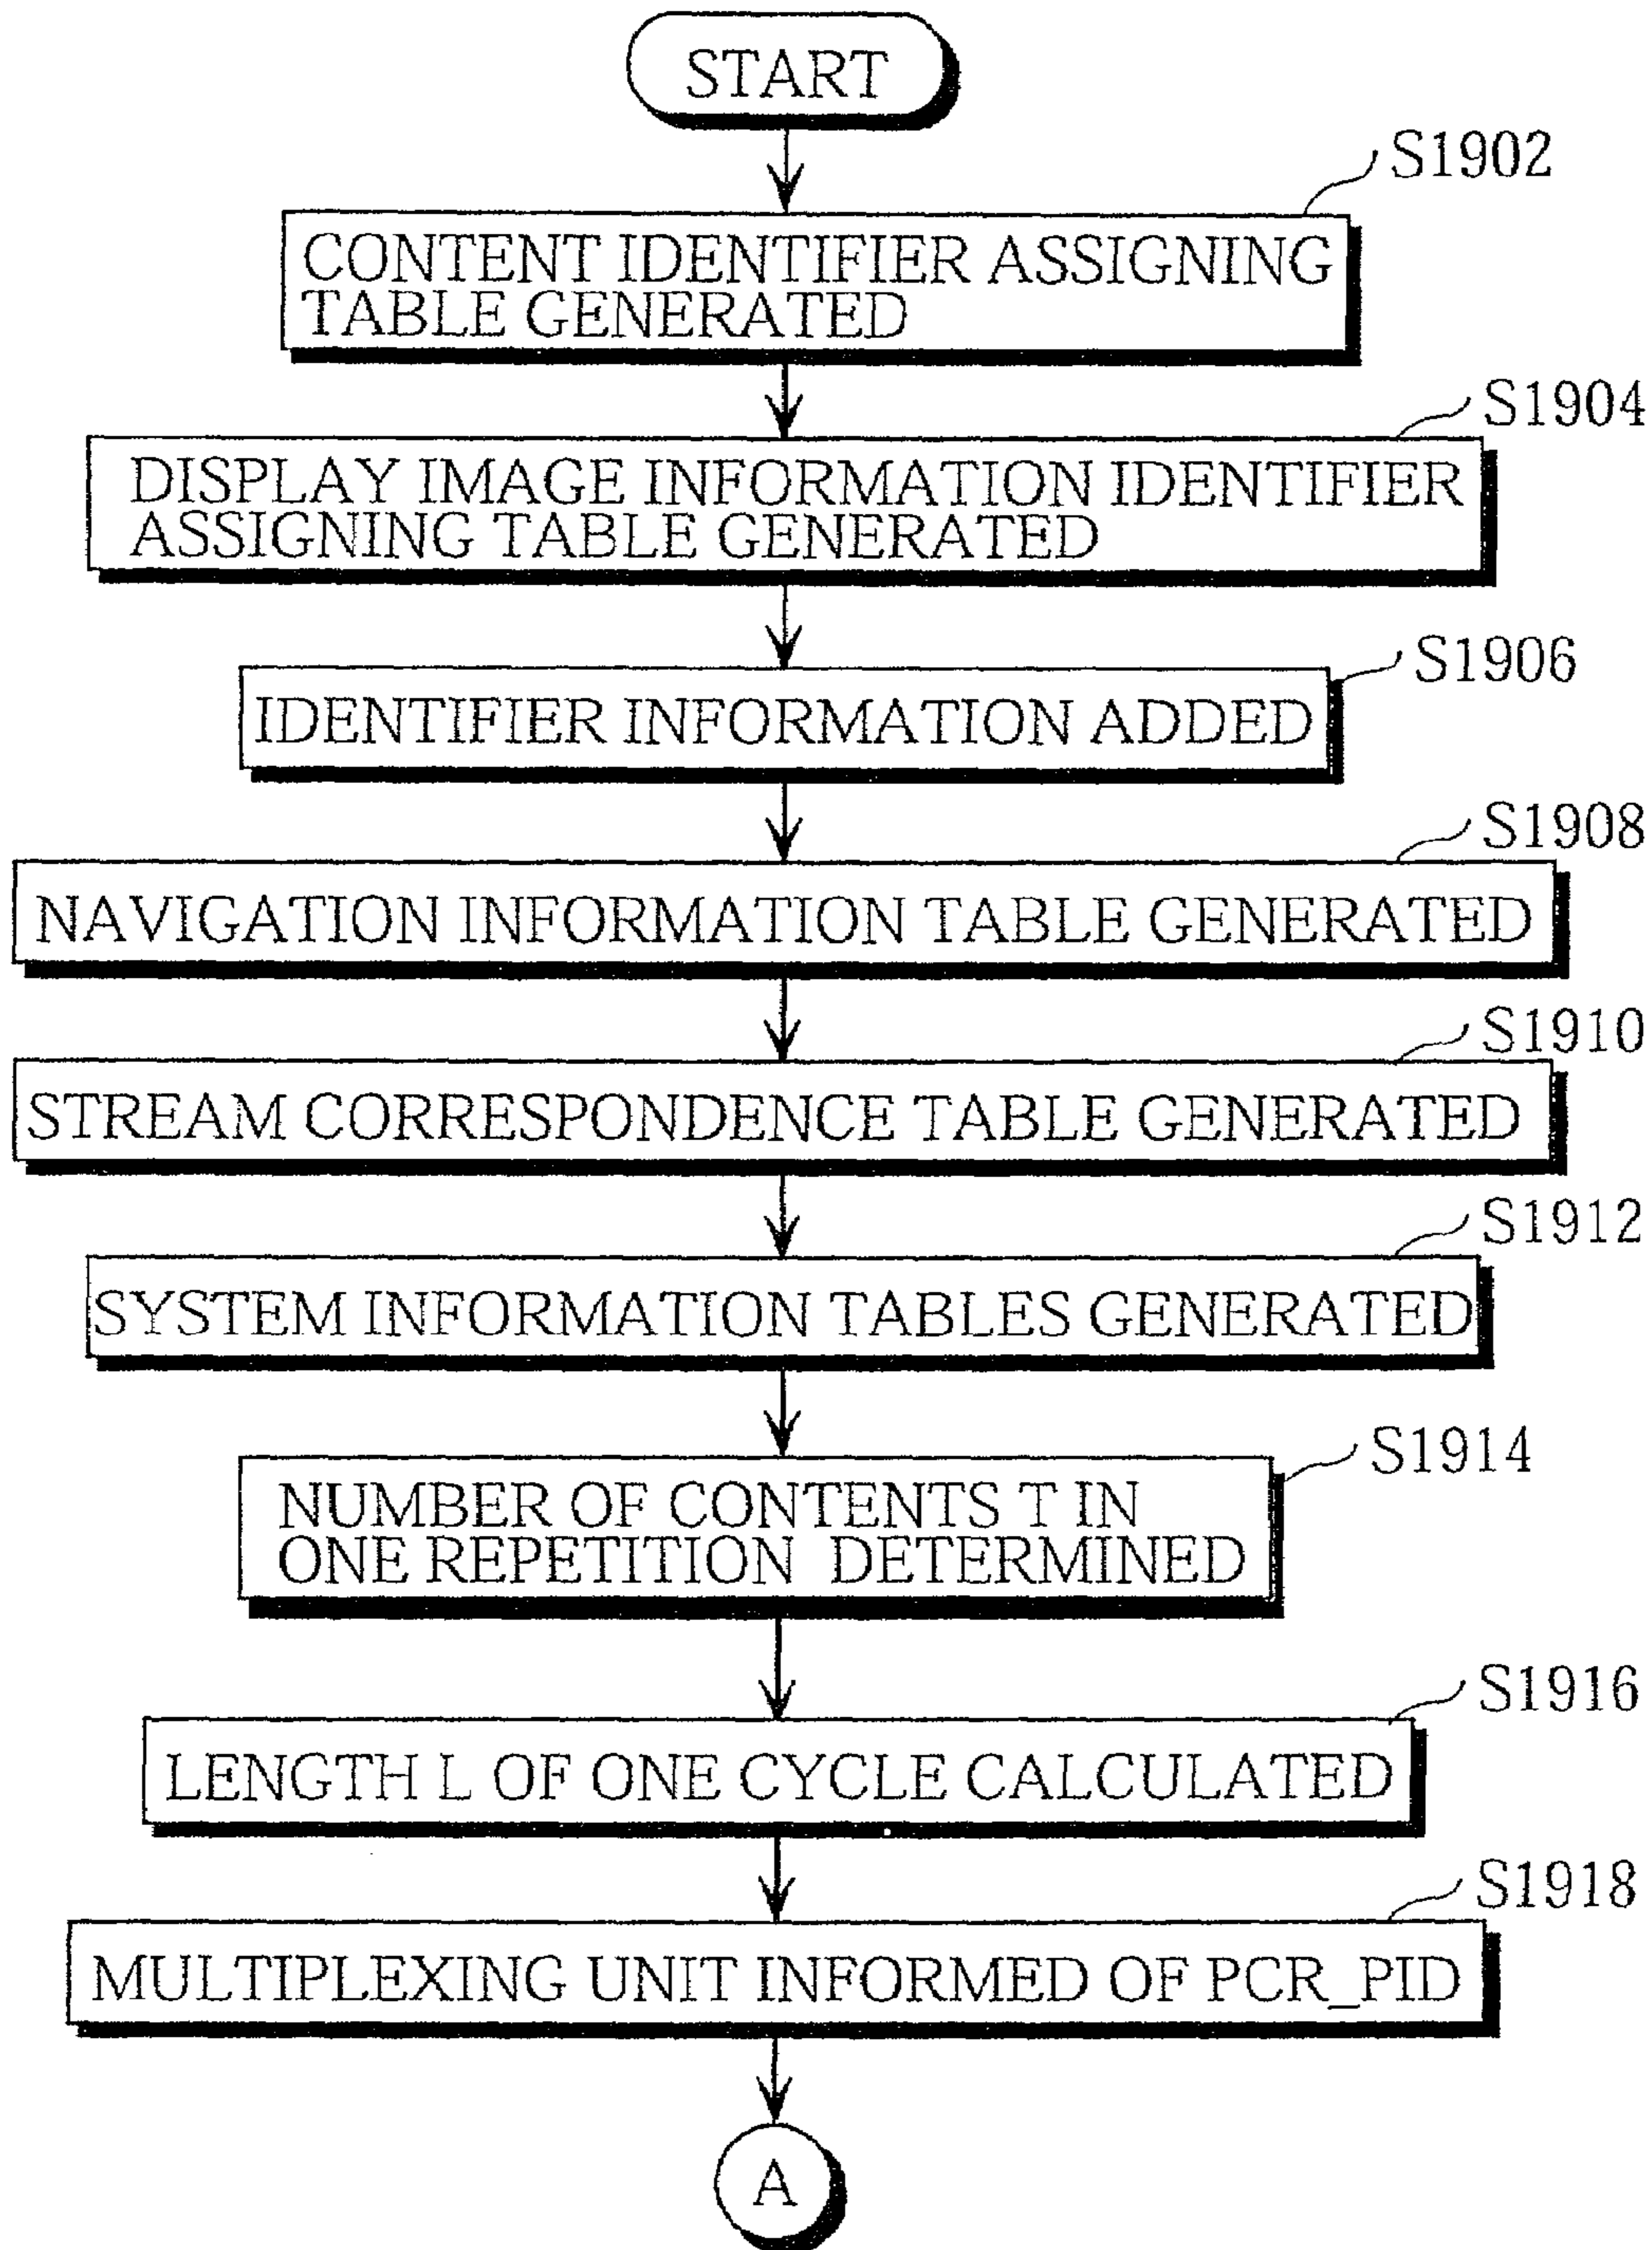 START
S1902
CONTENT IDENTIFIER ASSIGNING
TABLE GENERATED
S1904
DISPLAY IMAGE INFORMATION IDENTIFIER
ASSIGNING TABLE GENERATED
S1906
IDENTIFIER INFORMATION ADDED
S1908
NAVIGATION INFORMATION TABLE GENERATED
S1910
STREAM CORRESPONDENCE TABLE GENERATED
S1912
SYSTEM INFORMATION TABLES GENERATED
S1914
NUMBER OF CONTENTS T IN
ONE REPETITION DETERMINED
S1916
LENGTH L OF ONE CYCLE CALCULATED
S1918
MULTIPLEXING UNIT INFORMED OF PCR_PID
A